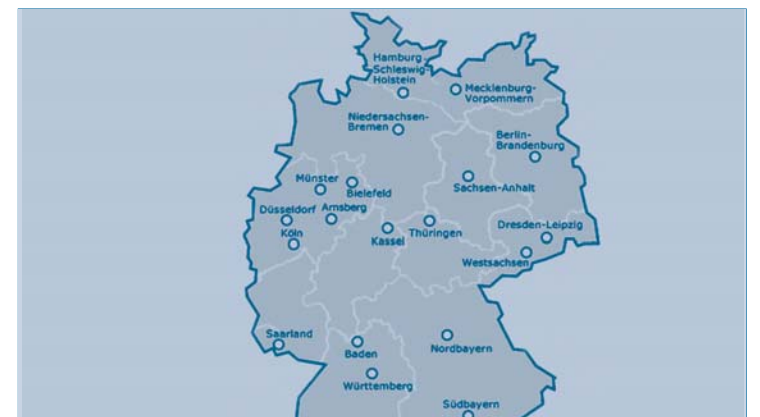 Hamburg-
Schleswig-
Holstein
Mecklenburg-
Vorpommern
Niedersachsen-
Bremen
Berlin-
Brandenburg
Münster
Bielefeld
Sachsen-Anhalt
Düsseldorf
Arnsberg
Köln
Kassel
Thüringen
Dresden-Leipzig
Westsachsen
Saarland
Baden
Nordbayern
Württemberg
Südbayern